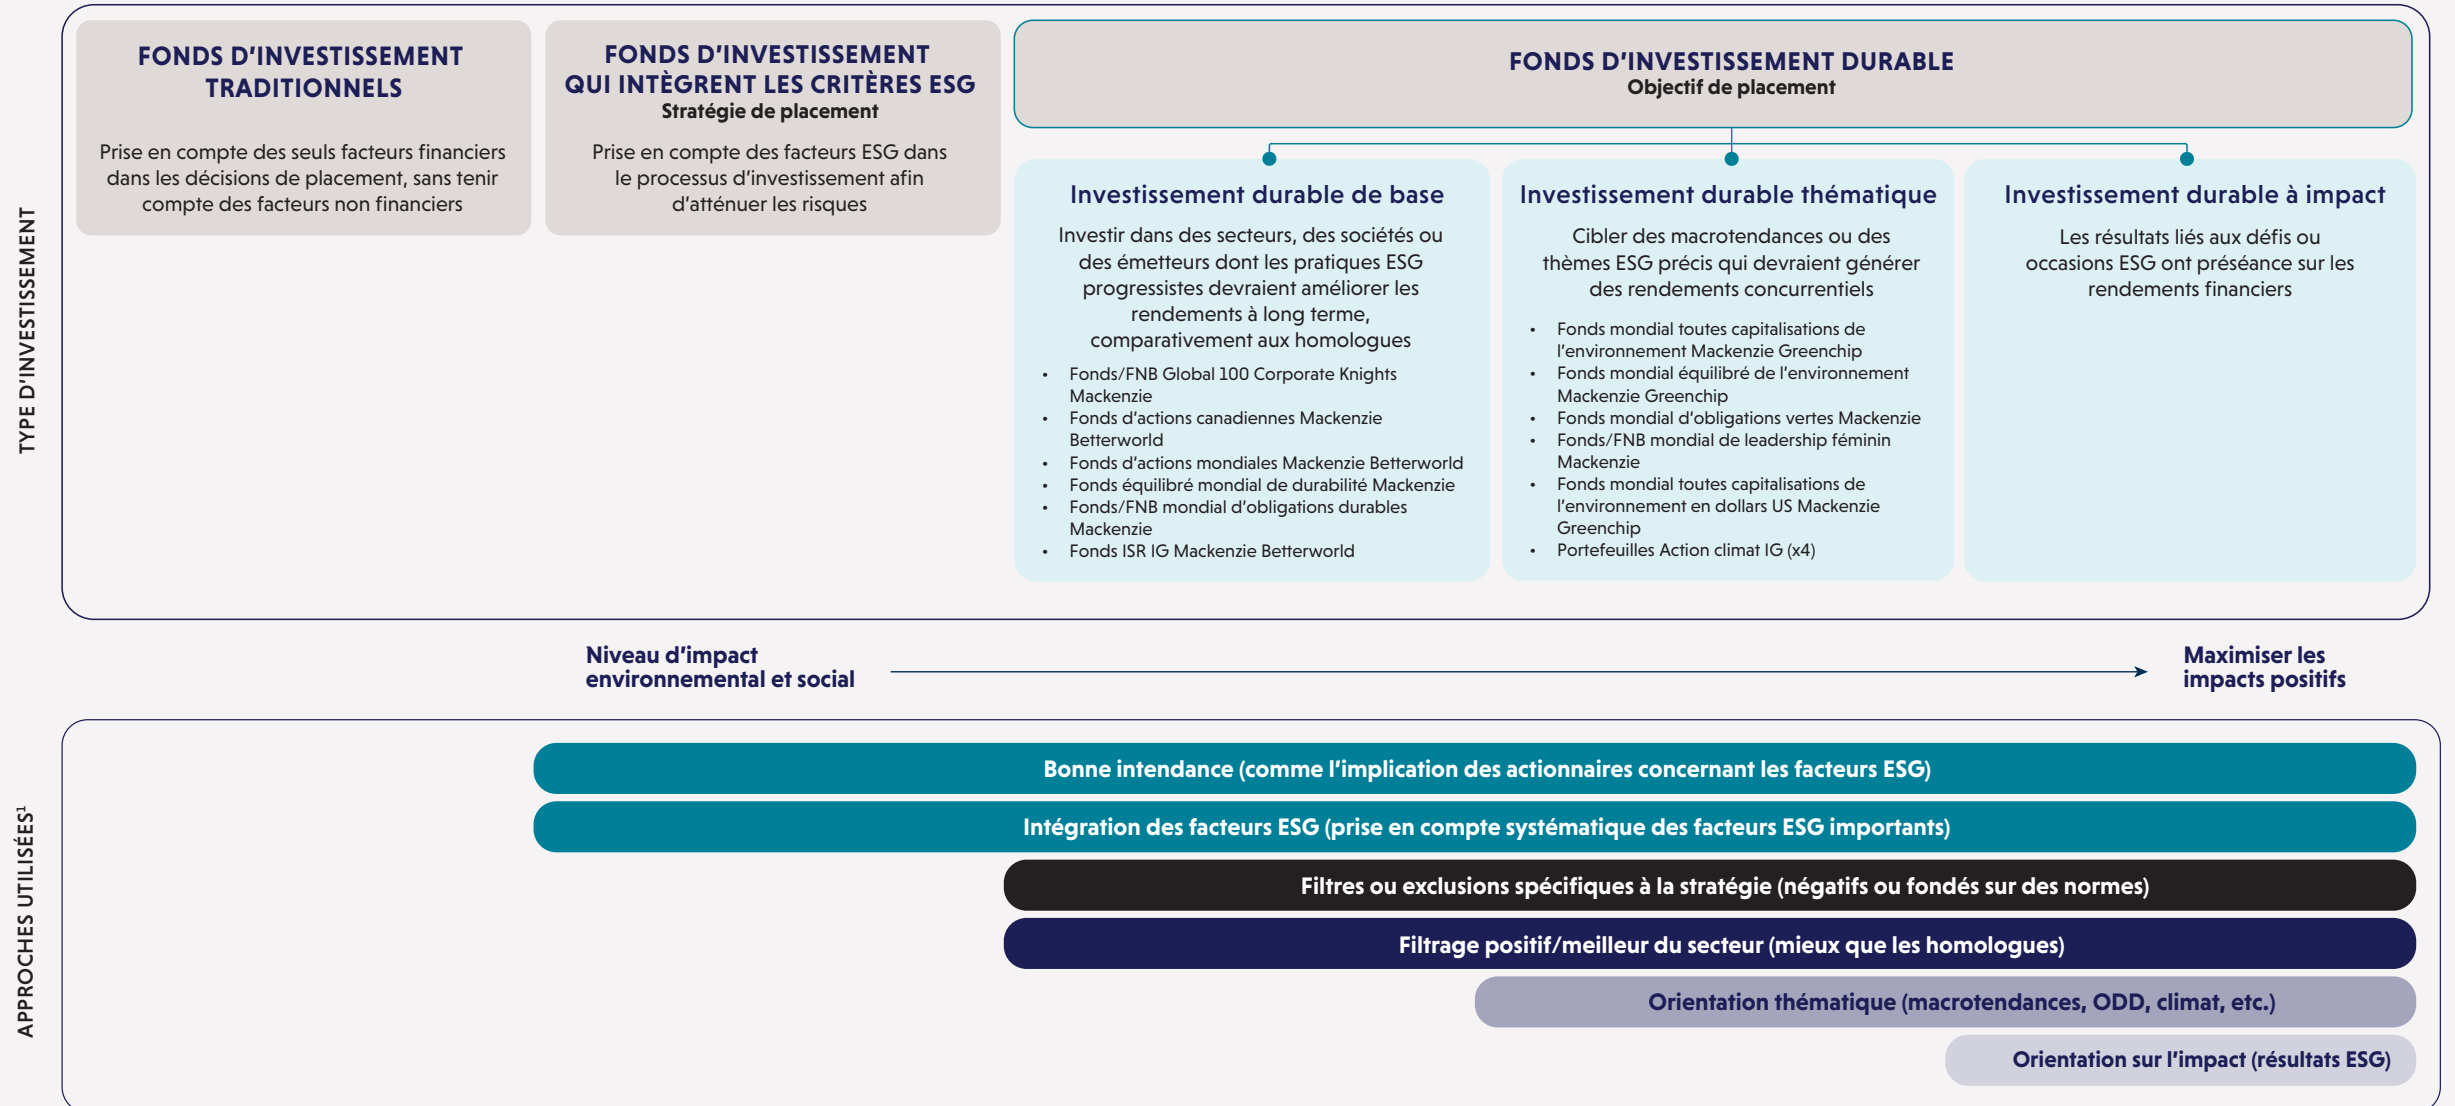 TYPE D'INVESTISSEMENT
FONDS D'INVESTISSEMENT
TRADITIONNELS
Prise en compte des seuls facteurs financiers
dans les décisions de placement, sans tenir
compte des facteurs non financiers
FONDS D'INVESTISSEMENT
QUI INTÈGRENT LES CRITÈRES ESG
Stratégie de placement
Prise en compte des facteurs ESG dans
le processus d'investissement afin
d'atténuer les risques
FONDS D'INVESTISSEMENT DURABLE
Objectif de placement
Investissement durable de base
Investir dans des secteurs, des sociétés ou
des émetteurs dont les pratiques ESG
progressistes devraient améliorer les
rendements à long terme,
comparativement aux homologues
• Fonds/FNB Global 100 Corporate Knights
Mackenzie
• Fonds d'actions canadiennes Mackenzie
Betterworld
• Fonds d'actions mondiales Mackenzie Betterworld
• Fonds équilibré mondial de durabilité Mackenzie
• Fonds/FNB mondial d'obligations durables
Mackenzie
• Fonds ISR IG Mackenzie Betterworld
Investissement durable thématique
Cibler des macrotendances ou des
thèmes ESG précis qui devraient générer
des rendements concurrentiels
• Fonds mondial toutes capitalisations de
l'environnement Mackenzie Greenchip
• Fonds mondial équilibré de l'environnement
Mackenzie Greenchip
• Fonds mondial d'obligations vertes Mackenzie
• Fonds/FNB mondial de leadership féminin
Mackenzie
• Fonds mondial toutes capitalisations de
l'environnement en dollars US Mackenzie
Greenchip
• Portefeuilles Action climat IG (x4)
Investissement durable à impact
Les résultats liés aux défis ou
occasions ESG ont préséance sur les
rendements financiers
Niveau d'impact
environnemental et social
Maximiser les
impacts positifs
APPROCHES UTILISÉES¹
Bonne intendance (comme l'implication des actionnaires concernant les facteurs ESG)
Intégration des facteurs ESG (prise en compte systématique des facteurs ESG importants)
Filtres ou exclusions spécifiques à la stratégie (négatifs ou fondés sur des normes)
Filtrage positif/meilleur du secteur (mieux que les homologues)
Orientation thématique (macrotendances, ODD, climat, etc.)
Orientation sur l'impact (résultats ESG)